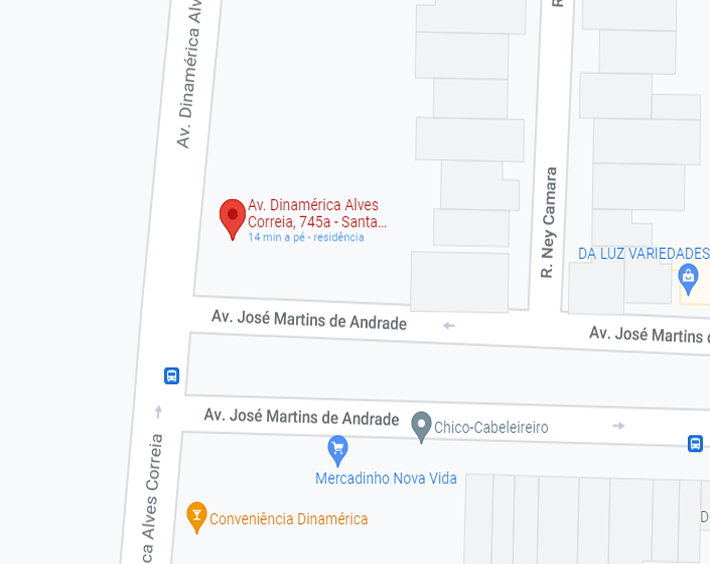 R
Av. Dinamérica Al
Av. Dinamérica Alves
Correia, 745a - Santa...
14 min a pé - residência
R. Ney Camara
DA LUZ VARIEDADES
Av. José Martins de Andrade
Av. José Martins d
Av. José Martins de Andrade
Chico-Cabeleireiro
Mercadinho Nova Vida
ca Alves Correia
Conveniência Dinamérica
D